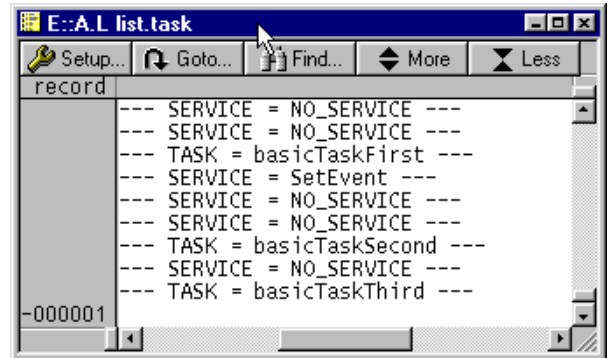 E::A.L list.task
Setup... Goto... Find... More Less
record
--- SERVICE = NO_SERVICE ---
--- SERVICE = NO_SERVICE ---
--- TASK = basicTaskFirst ---
--- SERVICE = SetEvent ---
--- SERVICE = NO_SERVICE ---
--- SERVICE = NO_SERVICE ---
--- TASK = basicTaskSecond ---
--- SERVICE = NO_SERVICE ---
--- TASK = basicTaskThird ---
-000001